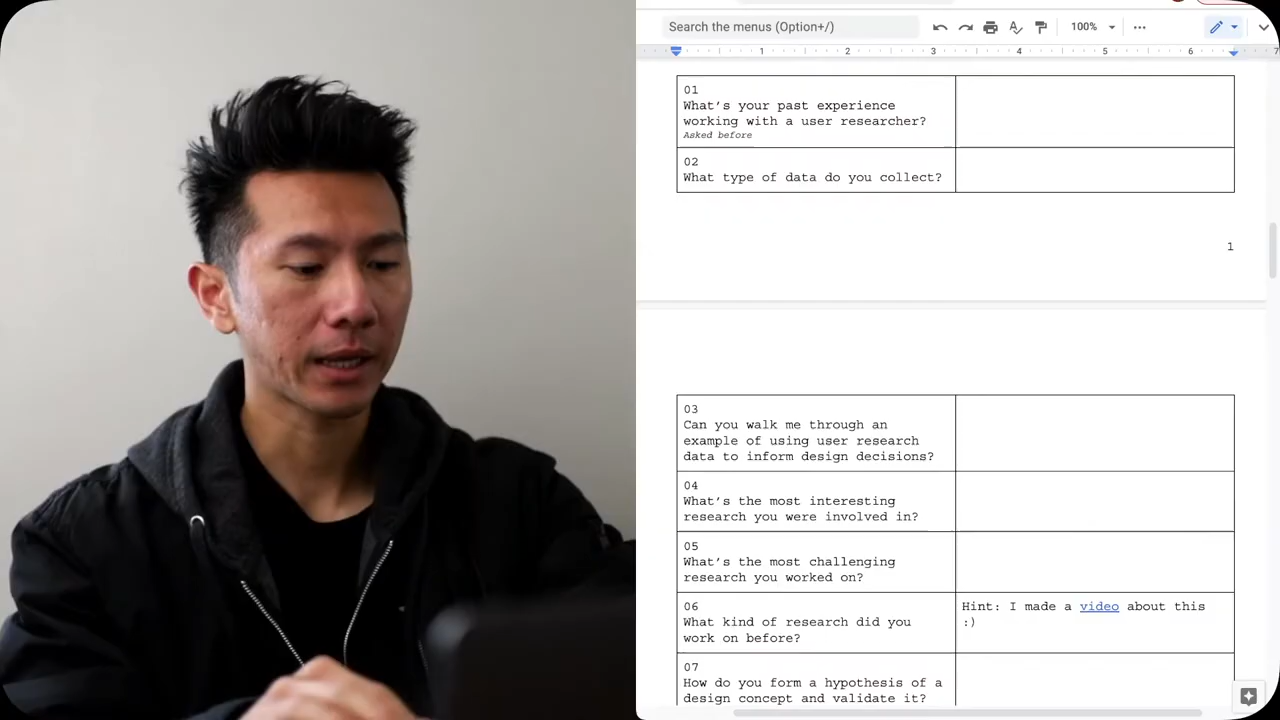 Search the menus (Option+/)
100%
1 2 3 4 5 6 7
01
What's your past experience
working with a user researcher?
Asked before
02
What type of data do you collect?
1
03
Can you walk me through an
example of using user research
data to inform design decisions?
04
What's the most interesting
research you were involved in?
05
What's the most challenging
research you worked on?
06
What kind of research did you
work on before?
Hint: I made a video about this
:)
07
How do you form a hypothesis of a
design concept and validate it?